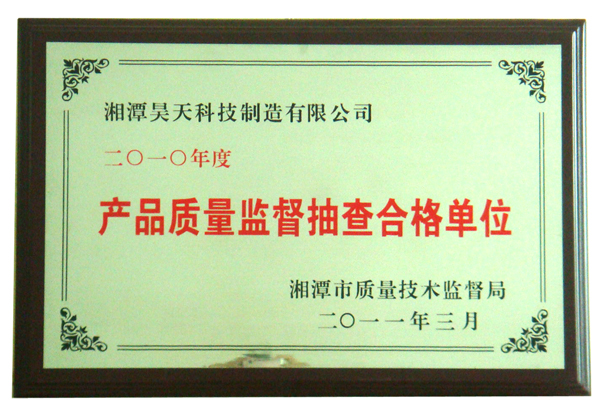 湘潭昊天科技制造有限公司
二〇一〇年度
产品质量监督抽查合格单位
湘潭市质量技术监督局
二〇一一年三月